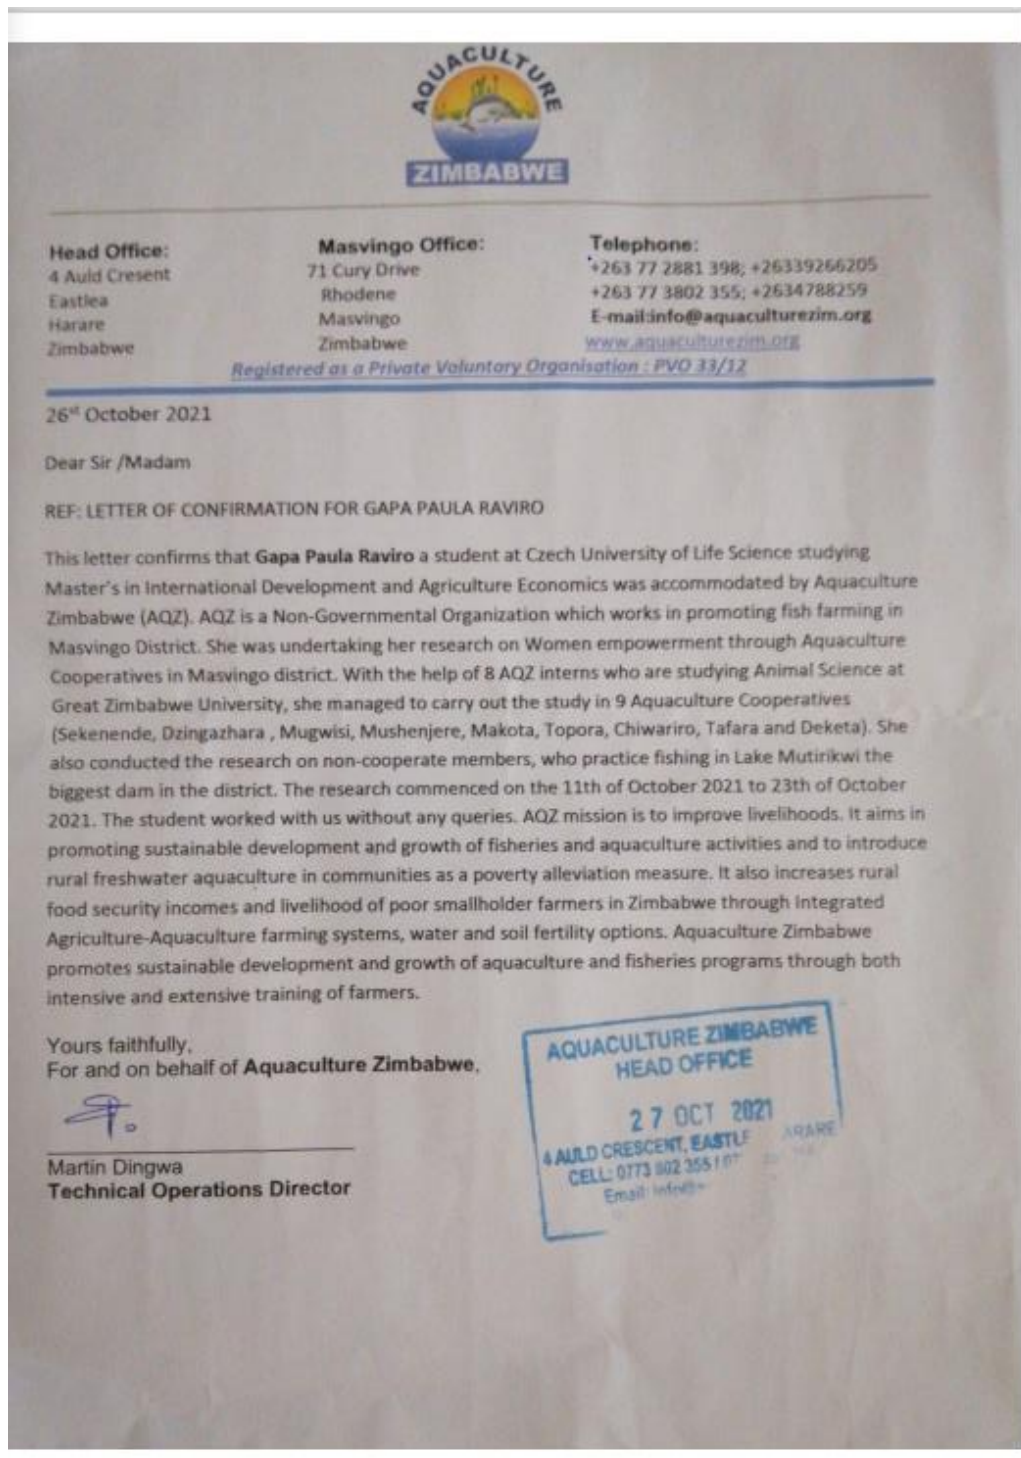 AQUACULTURE
ZIMBABWE
Head Office:
4 Auld Cresent
Eastlea
Harare
Zimbabwe
Masvingo Office:
71 Cury Drive
Rhodene
Masvingo
Zimbabwe
Telephone:
+263 77 2881 398; +26339266205
+263 77 3802 355; +2634788259
E-mail:info@aquaculturezim.org
www.aquaculturezim.org
Registered as a Private Voluntary Organisation : PVO 33/12
26st October 2021
Dear Sir /Madam
REF: LETTER OF CONFIRMATION FOR GAPA PAULA RAVIRO
This letter confirms that Gapa Paula Raviro a student at Czech University of Life Science studying
Master's in International Development and Agriculture Economics was accommodated by Aquaculture
Zimbabwe (AQZ). AQZ is a Non-Governmental Organization which works in promoting fish farming in
Masvingo District. She was undertaking her research on Women empowerment through Aquaculture
Cooperatives in Masvingo district. With the help of 8 AQZ interns who are studying Animal Science at
Great Zimbabwe University, she managed to carry out the study in 9 Aquaculture Cooperatives
(Sekenende, Dzingazhara , Mugwisi, Mushenjere, Makota, Topora, Chiwariro, Tafara and Deketa). She
also conducted the research on non-cooperate members, who practice fishing in Lake Mutirikwi the
biggest dam in the district. The research commenced on the 11th of October 2021 to 23th of October
2021. The student worked with us without any queries. AQZ mission is to improve livelihoods. It aims in
promoting sustainable development and growth of fisheries and aquaculture activities and to introduce
rural freshwater aquaculture in communities as a poverty alleviation measure. It also increases rural
food security incomes and livelihood of poor smallholder farmers in Zimbabwe through Integrated
Agriculture-Aquaculture farming systems, water and soil fertility options. Aquaculture Zimbabwe
promotes sustainable development and growth of aquaculture and fisheries programs through both
intensive and extensive training of farmers.
Yours faithfully,
For and on behalf of Aquaculture Zimbabwe,
Martin Dingwa
Technical Operations Director
AQUACULTURE ZIMBABWE
HEAD OFFICE
27 OCT 2021
4 AULD CRESCENT, EASTLE ARARE
CELL: 0773 802 355
Email: